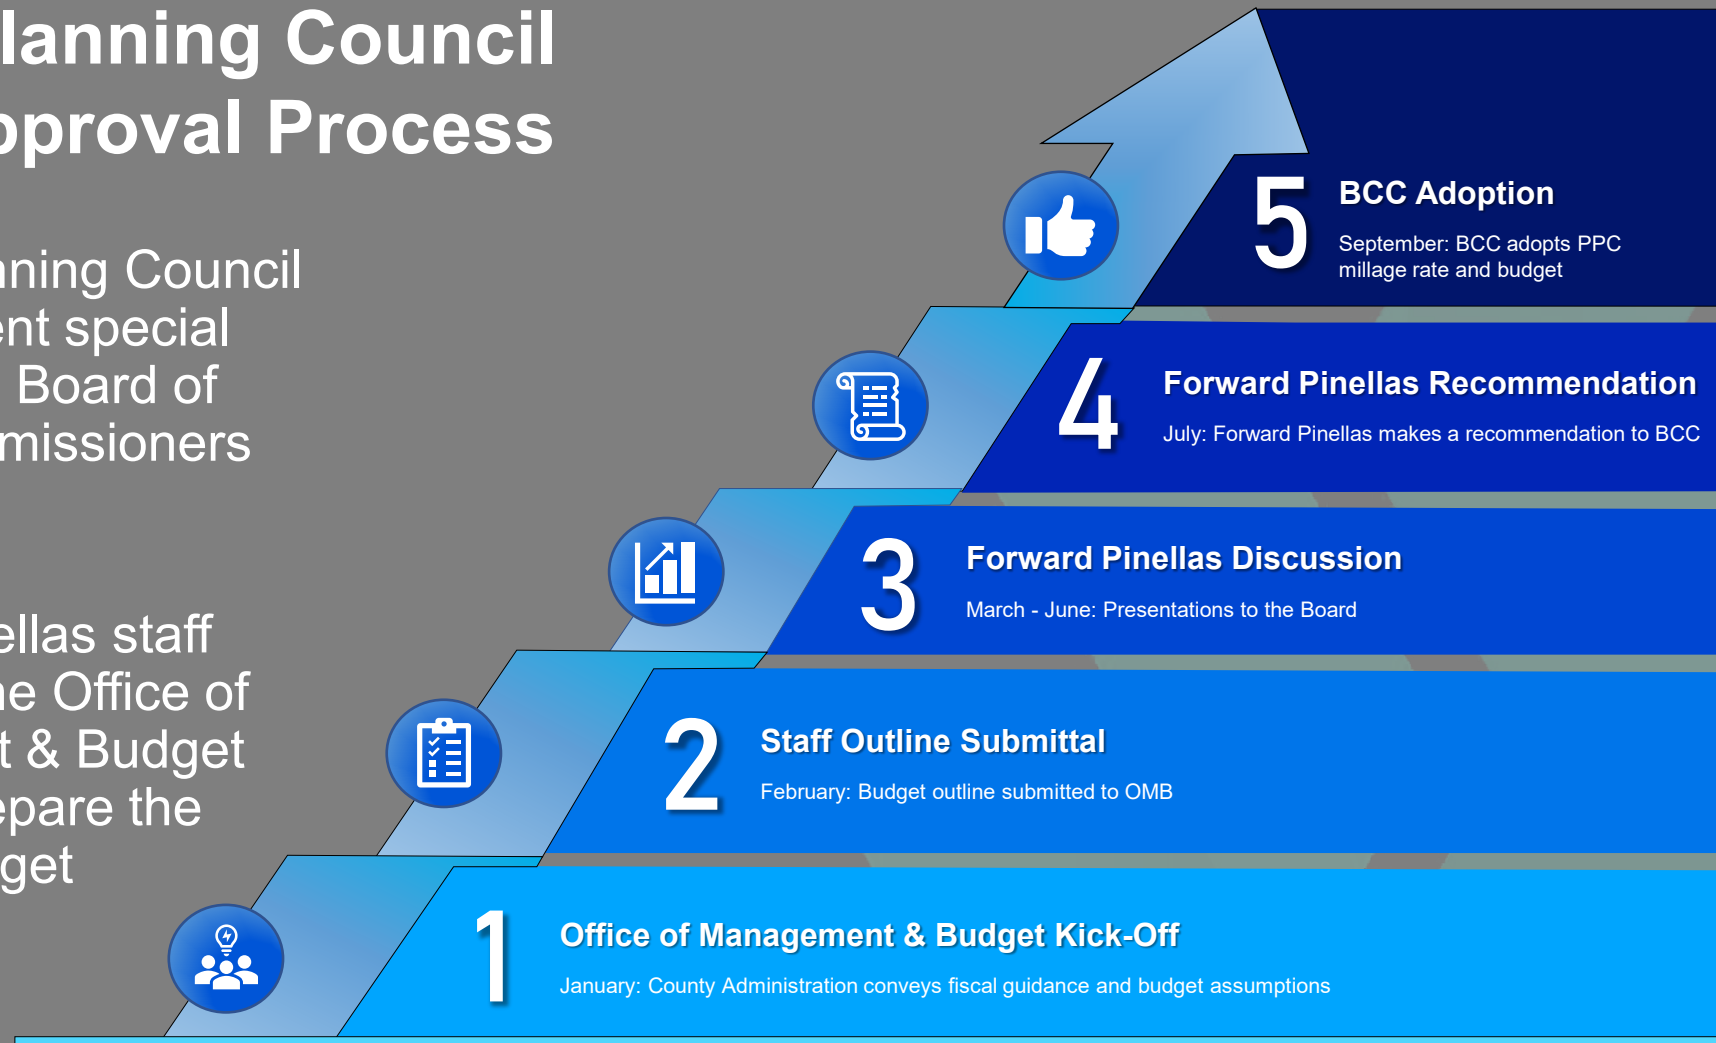 lanning Council
pproval Process
nning Council
ent special
Board of
missioners
ellas staff
he Office of
t & Budget
epare the
get
5
BCC Adoption
September: BCC adopts PPC
millage rate and budget
4
Forward Pinellas Recommendation
July: Forward Pinellas makes a recommendation to BCC
3
Forward Pinellas Discussion
March - June: Presentations to the Board
2
Staff Outline Submittal
February: Budget outline submitted to OMB
1
Office of Management & Budget Kick-Off
January: County Administration conveys fiscal guidance and budget assumptions